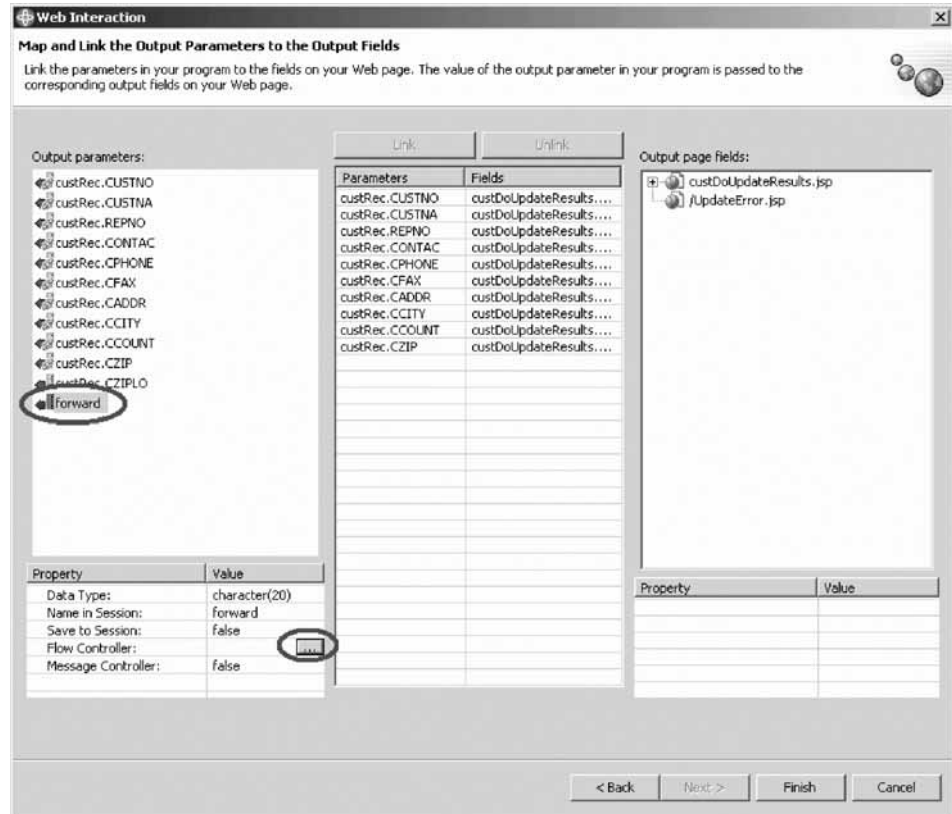 Web Interaction
Map and Link the Output Parameters to the Output Fields
Link the parameters in your program to the fields on your Web page. The value of the output parameter in your program is passed to the
corresponding output fields on your Web page.
Output parameters:
custRec.CUSTNO
custRec.CUSTNA
custRec.REPNO
custRec.CONTAC
custRec.CPHONE
custRec.CFAX
custRec.CADDR
custRec.CCITY
custRec.CCOUNT
custRec.CZIP
custRec.CZIPLO
forward
Property Value
Data Type: character(20)
Name in Session: forward
Save to Session: false
Flow Controller: ...
Message Controller: false
Link Unlink
Parameters Fields
custRec.CUSTNO custDoUpdateResults....
custRec.CUSTNA custDoUpdateResults....
custRec.REPNO custDoUpdateResults....
custRec.CONTAC custDoUpdateResults....
custRec.CPHONE custDoUpdateResults....
custRec.CFAX custDoUpdateResults....
custRec.CADDR custDoUpdateResults....
custRec.CCITY custDoUpdateResults....
custRec.CCOUNT custDoUpdateResults....
custRec.CZIP custDoUpdateResults....
Output page fields:
custDoUpdateResults.jsp
/UpdateError.jsp
Property Value
< Back Next > Finish Cancel